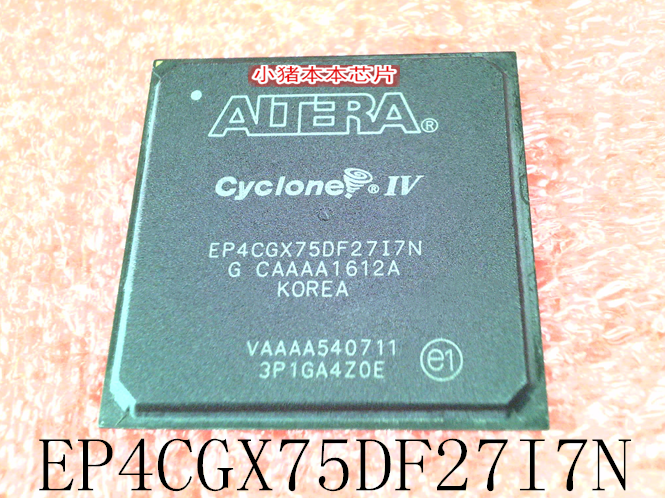 小猪本本芯片
ALTERA®
Cyclone® IV
EP4CGX75DF27I7N
G CAAAA1612A
KOREA
VAAAA540711
3P1GA4Z0E
e1
EP4CGX75DF27I7N